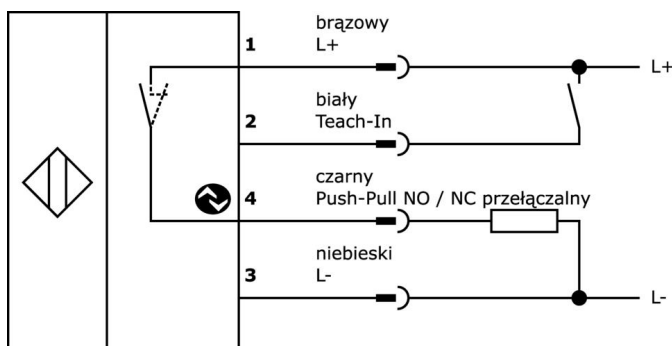 brązowy
1 L+
L+
biały
2 Teach-In
czarny
4 Push-Pull NO / NC przełączalny
niebieski
3 L-
L-